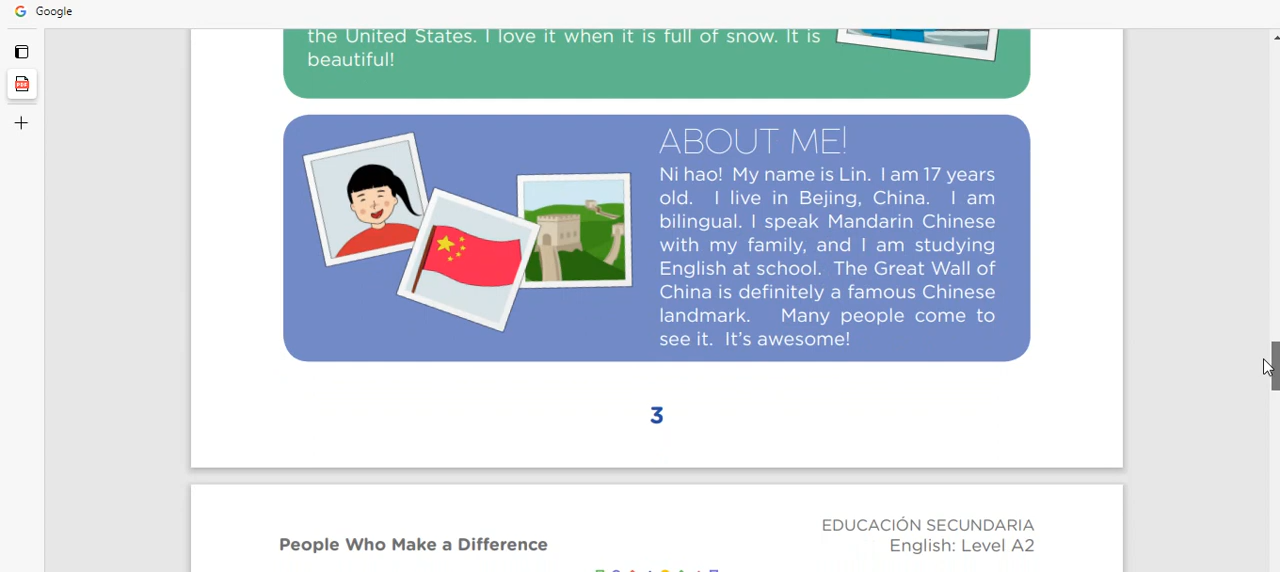 Google
the United States. I love it when it is full of snow. It is
beautiful!
ABOUT ME!
Ni hao! My name is Lin. I am 17 years
old. I live in Bejing, China. I am
bilingual. I speak Mandarin Chinese
with my family, and I am studying
English at school. The Great Wall of
China is definitely a famous Chinese
landmark. Many people come to
see it. It's awesome!
3
EDUCACIÓN SECUNDARIA
People Who Make a Difference
English: Level A2